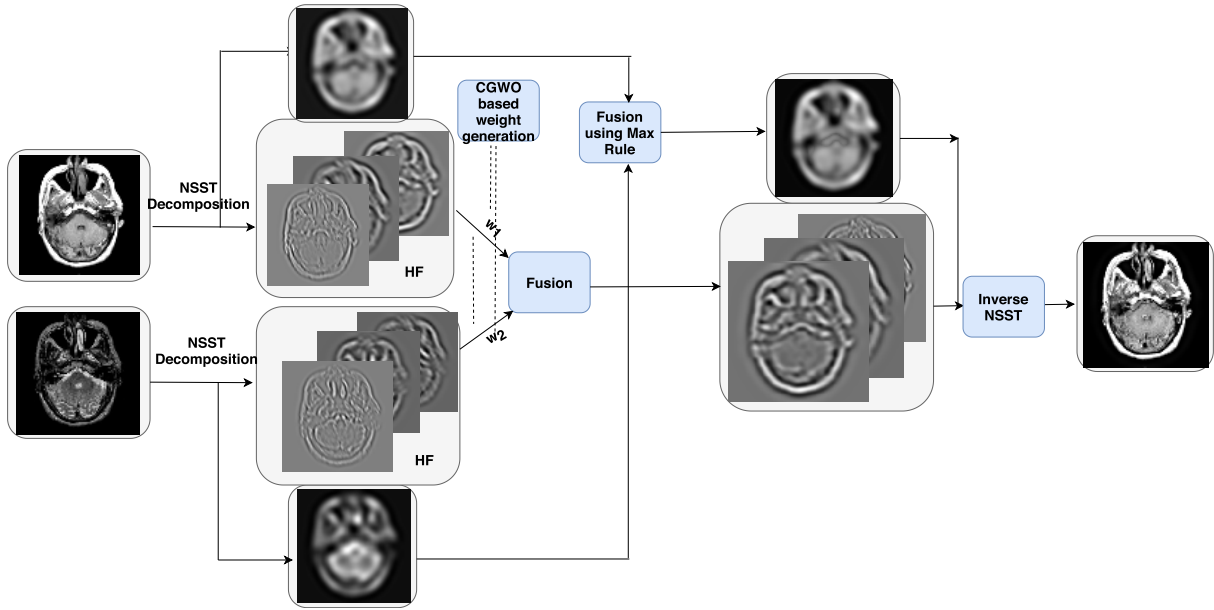 CGWO
based
weight
generation
Fusion
using Max
Rule
NSST
Decomposition
HF
w1
Fusion
Inverse
NSST
NSST
Decomposition
w2
HF